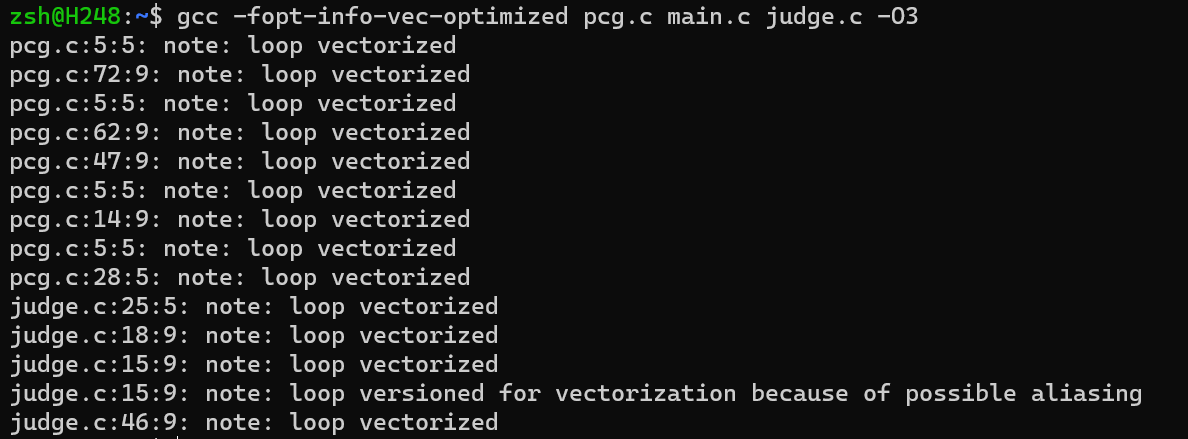 zsh@H248:~$ gcc -fopt-info-vec-optimized pcg.c main.c judge.c -O3
pcg.c:5:5: note: loop vectorized
pcg.c:72:9: note: loop vectorized
pcg.c:5:5: note: loop vectorized
pcg.c:62:9: note: loop vectorized
pcg.c:47:9: note: loop vectorized
pcg.c:5:5: note: loop vectorized
pcg.c:14:9: note: loop vectorized
pcg.c:5:5: note: loop vectorized
pcg.c:28:5: note: loop vectorized
judge.c:25:5: note: loop vectorized
judge.c:18:9: note: loop vectorized
judge.c:15:9: note: loop vectorized
judge.c:15:9: note: loop versioned for vectorization because of possible aliasing
judge.c:46:9: note: loop vectorized